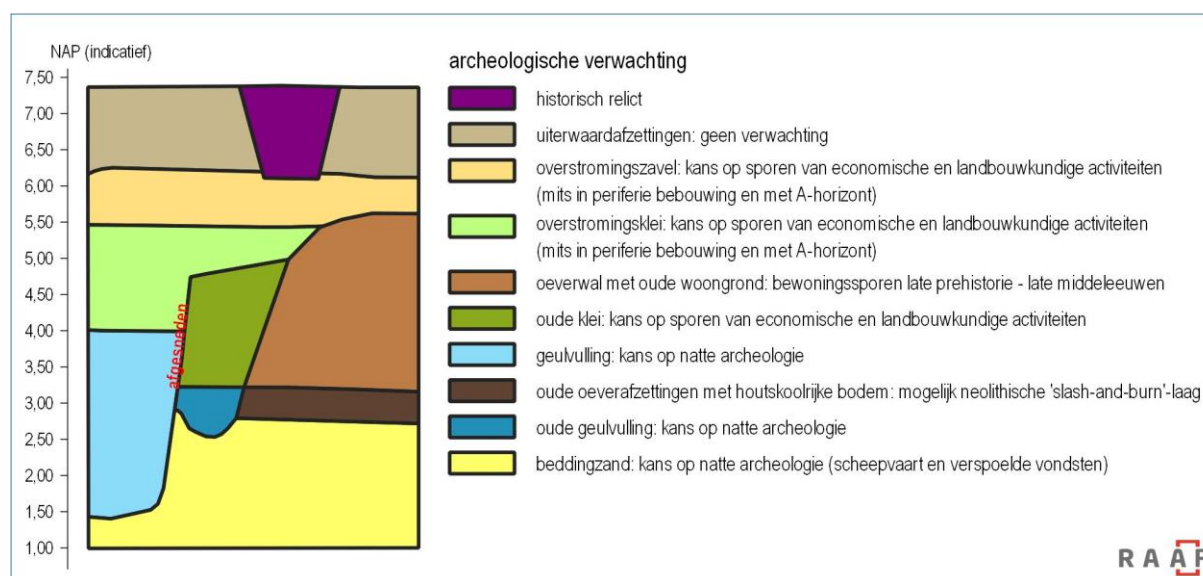 NAP (indicatief)
7,50
7,00
6,50
6,00
5,50
5,00
4,50
4,00
3,50
3,00
2,50
2,00
1,50
1,00
afgesneden
archeologische verwachting
historisch relict
uiterwaardafzettingen: geen verwachting
overstromingszavel: kans op sporen van economische en landbouwkundige activiteiten
(mits in periferie bebouwing en met A-horizont)
overstromingsklei: kans op sporen van economische en landbouwkundige activiteiten
(mits in periferie bebouwing en met A-horizont)
oeverwal met oude woongrond: bewoningssporen late prehistorie - late middeleeuwen
oude klei: kans op sporen van economische en landbouwkundige activiteiten
geulvulling: kans op natte archeologie
oude oeverafzettingen met houtskoolrijke bodem: mogelijk neolithische 'slash-and-burn'-laag
oude geulvulling: kans op natte archeologie
beddingzand: kans op natte archeologie (scheepvaart en verspoelde vondsten)
RAAP